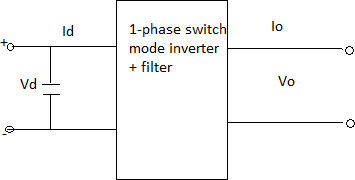 Id
1-phase switch
mode inverter
+ filter
Io
+
Vd
Vo
-